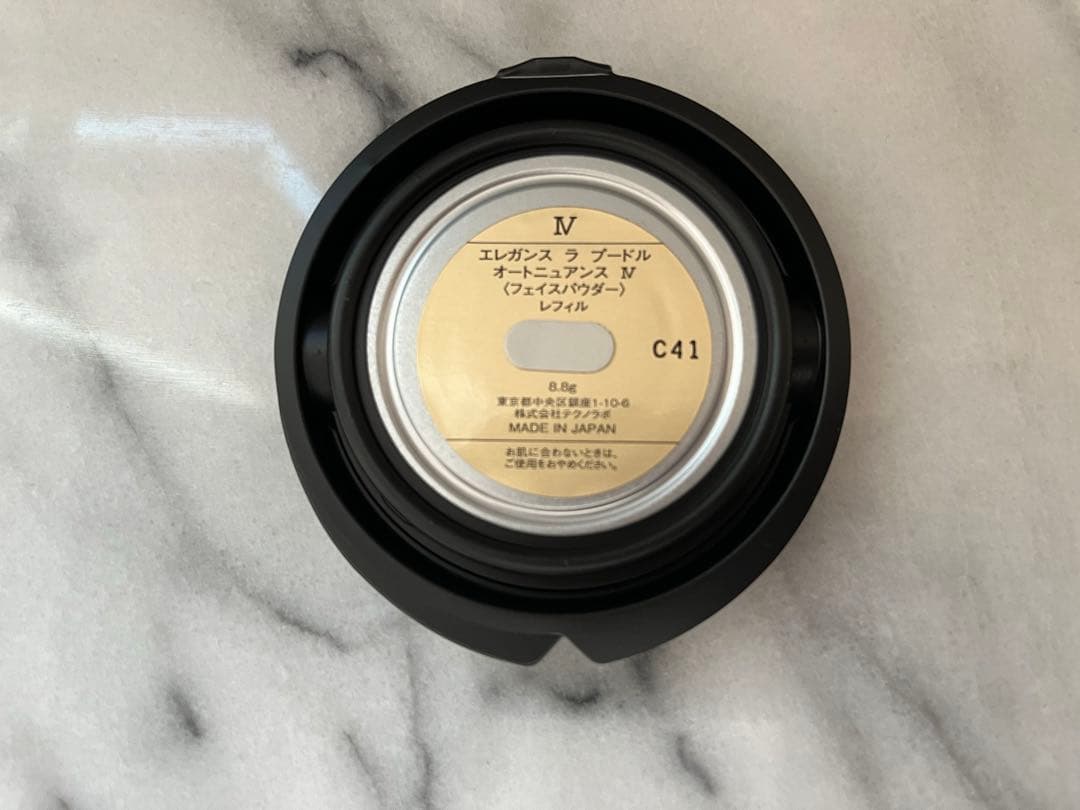 Ⅳ
エレガンス ラ プードル
オートニュアンス Ⅳ
〈フェイスパウダー〉
レフィル
C41
8.8g
東京都中央区銀座1-10-6
株式会社テクノラボ
MADE IN JAPAN
お肌に合わないときは、
ご使用をおやめください。